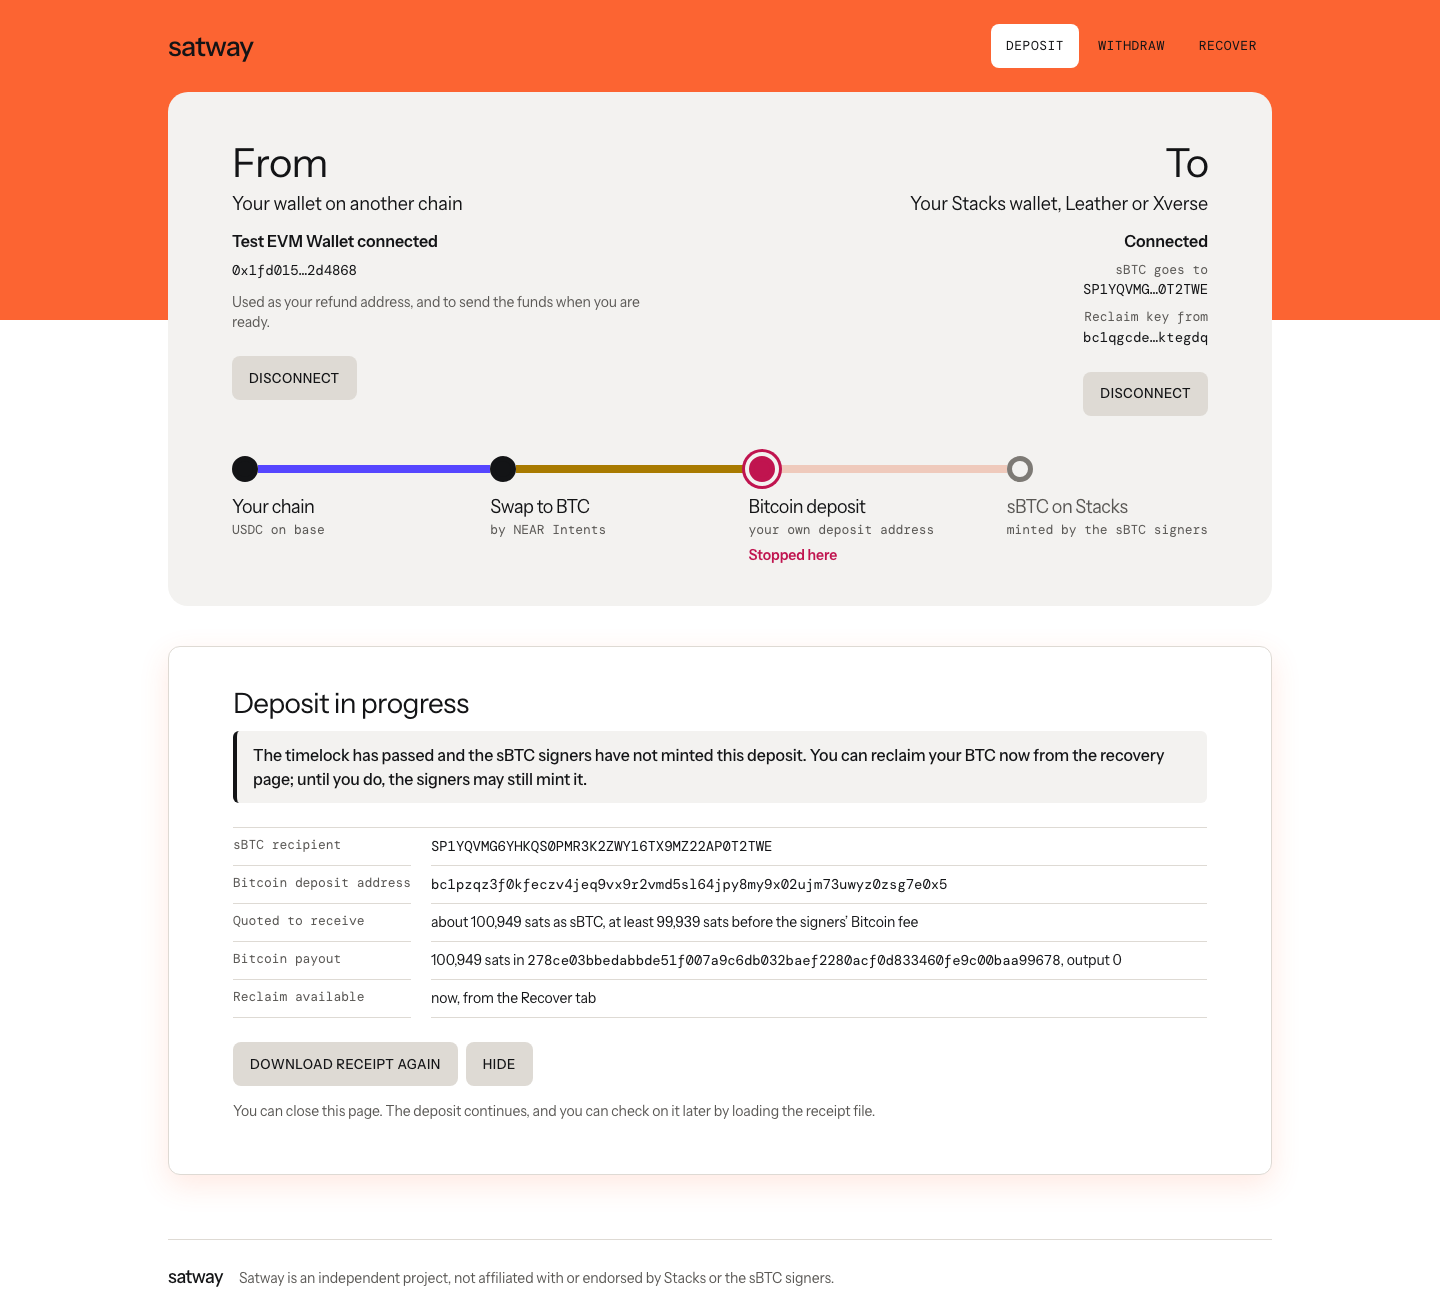 satway
DEPOSIT
WITHDRAW
RECOVER
From
Your wallet on another chain
Test EVM Wallet connected
0x1fd015…2d4868
Used as your refund address, and to send the funds when you are
ready.
DISCONNECT
To
Your Stacks wallet, Leather or Xverse
Connected
sBTC goes to
SP1YQVMG…0T2TWE
Reclaim key from
bc1qgcde…ktegdq
DISCONNECT
Your chain
USDC on base
Swap to BTC
by NEAR Intents
Bitcoin deposit
your own deposit address
Stopped here
sBTC on Stacks
minted by the sBTC signers
Deposit in progress
The timelock has passed and the sBTC signers have not minted this deposit. You can reclaim your BTC now from the recovery
page; until you do, the signers may still mint it.
sBTC recipient
SP1YQVMG6YHKQS0PMR3K2ZWY16TX9MZ22AP0T2TWE
Bitcoin deposit address
bc1pzqz3f0kfeczv4jeq9vx9r2vmd5sl64jpy8my9x02ujm73uwyz0zsg7e0x5
Quoted to receive
about 100,949 sats as sBTC, at least 99,939 sats before the signers' Bitcoin fee
Bitcoin payout
100,949 sats in 278ce03bbedabbde51f007a9c6db032baef2280acf0d833460fe9c00baa99678, output 0
Reclaim available
now, from the Recover tab
DOWNLOAD RECEIPT AGAIN
HIDE
You can close this page. The deposit continues, and you can check on it later by loading the receipt file.
satway
Satway is an independent project, not affiliated with or endorsed by Stacks or the sBTC signers.